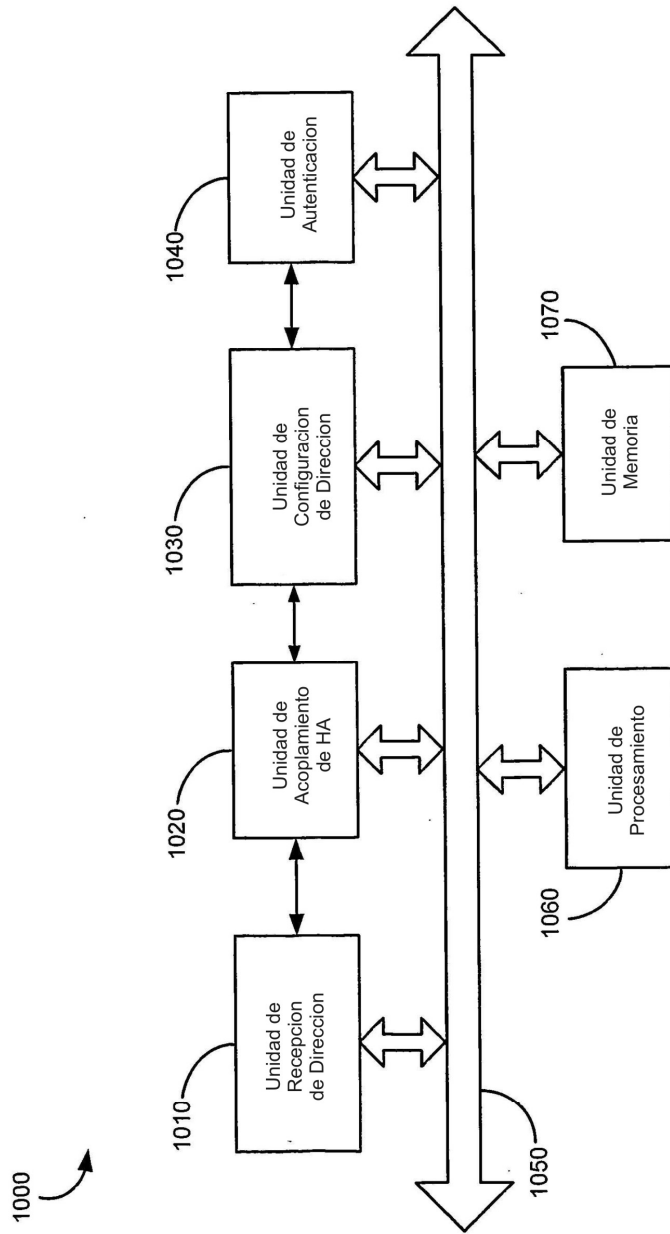 1000
1010
Unidad de
Recepcion
de Direccion
1020
Unidad de
Acoplamiento
de HA
1030
Unidad de
Configuracion
de Direccion
1040
Unidad de
Autenticacion
1050
1060
Unidad de
Procesamiento
1070
Unidad de
Memoria